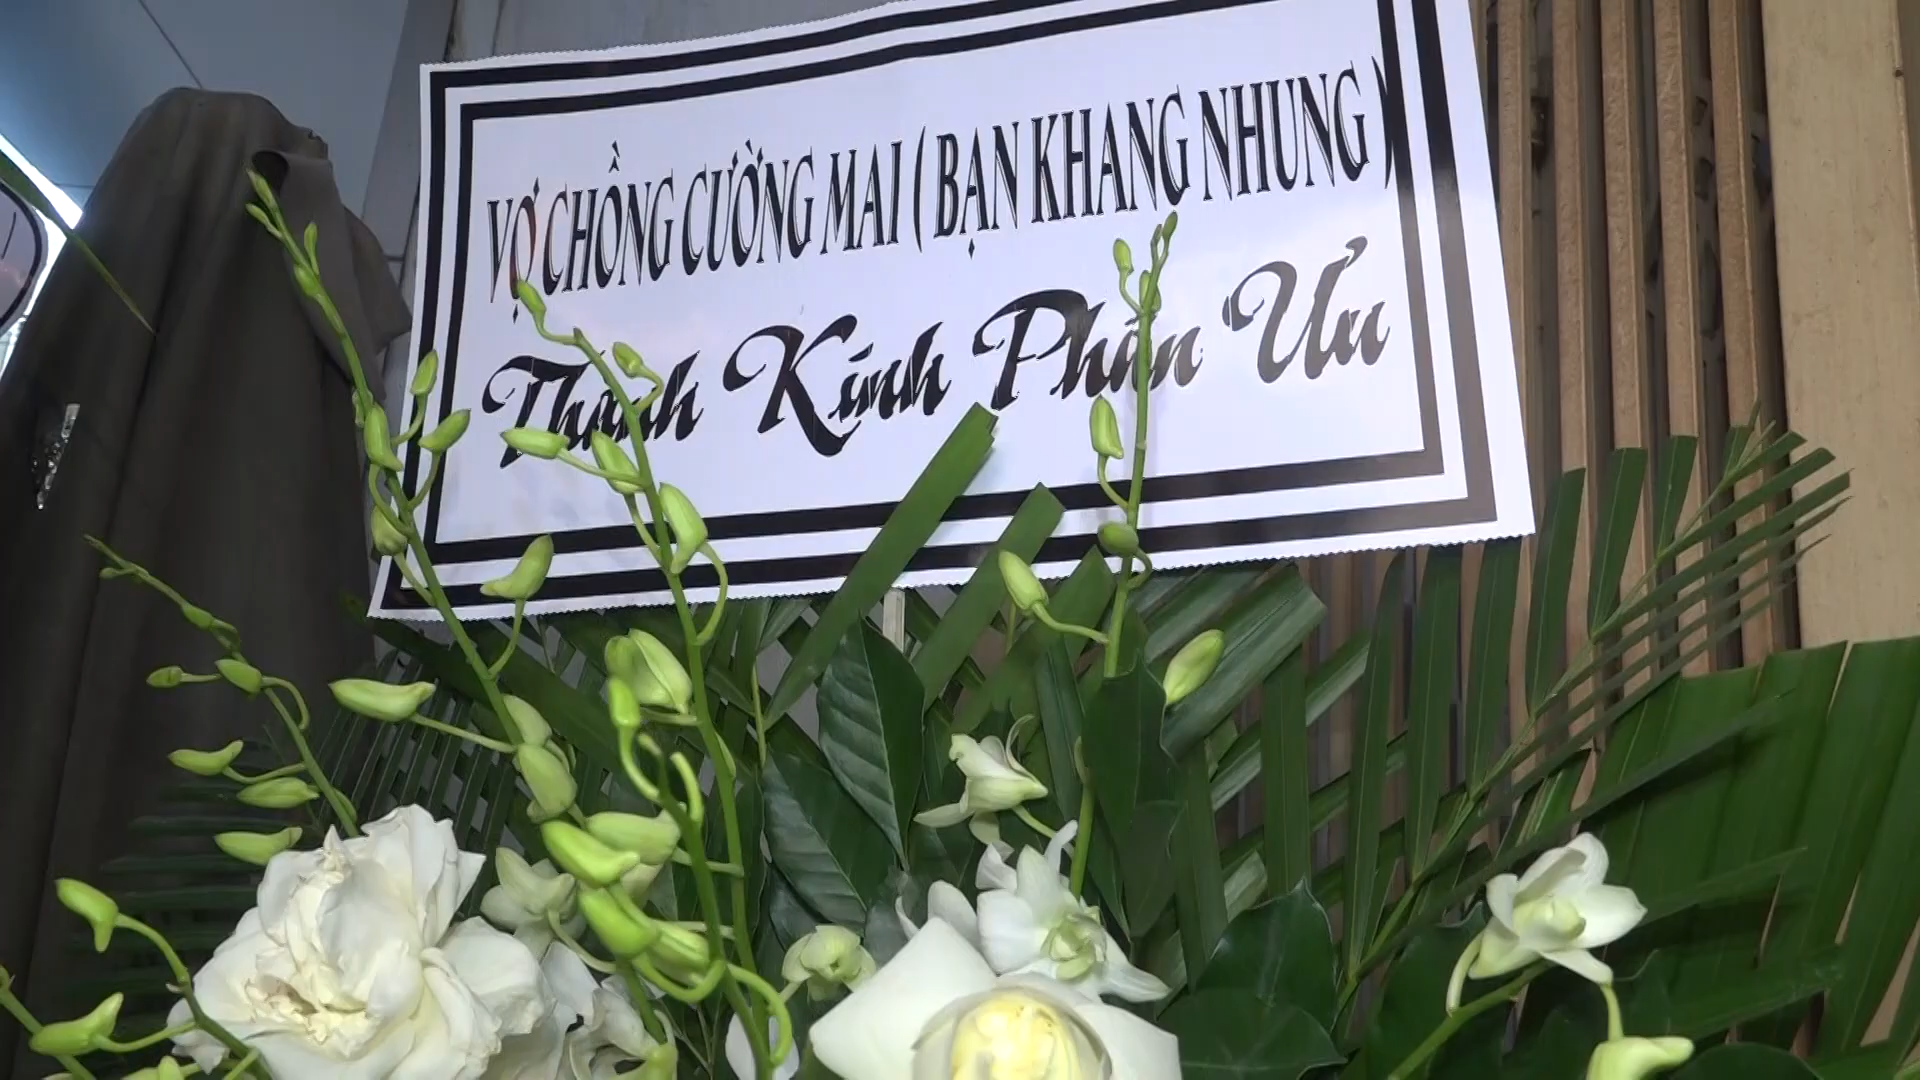 VỢ CHỒNG CƯỜNG MAI ( BẠN KHANG NHUNG )
Thành Kính Phân Ưu